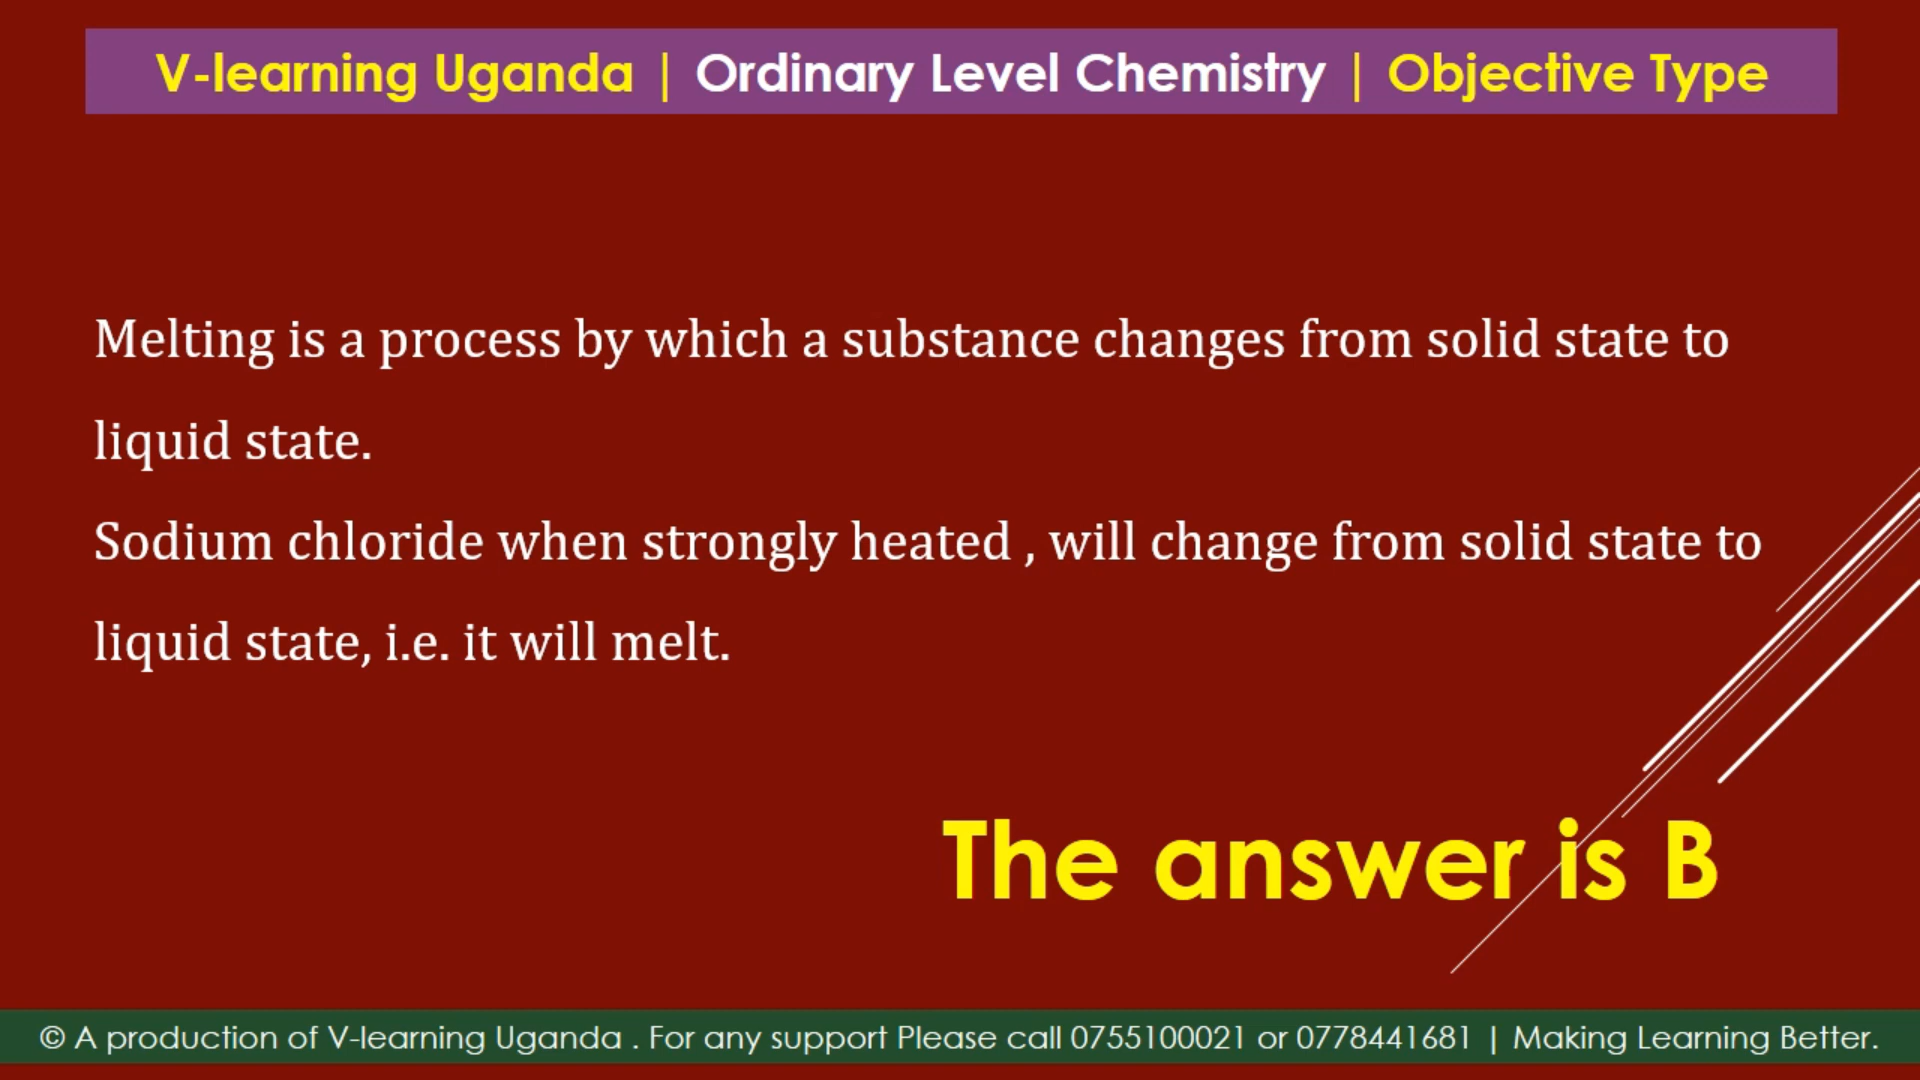 V-learning Uganda | Ordinary Level Chemistry | Objective Type
Melting is a process by which a substance changes from solid state to
liquid state.
Sodium chloride when strongly heated , will change from solid state to
liquid state, i.e. it will melt.
The answer is B
© A production of V-learning Uganda . For any support Please call 0755100021 or 0778441681 | Making Learning Better.